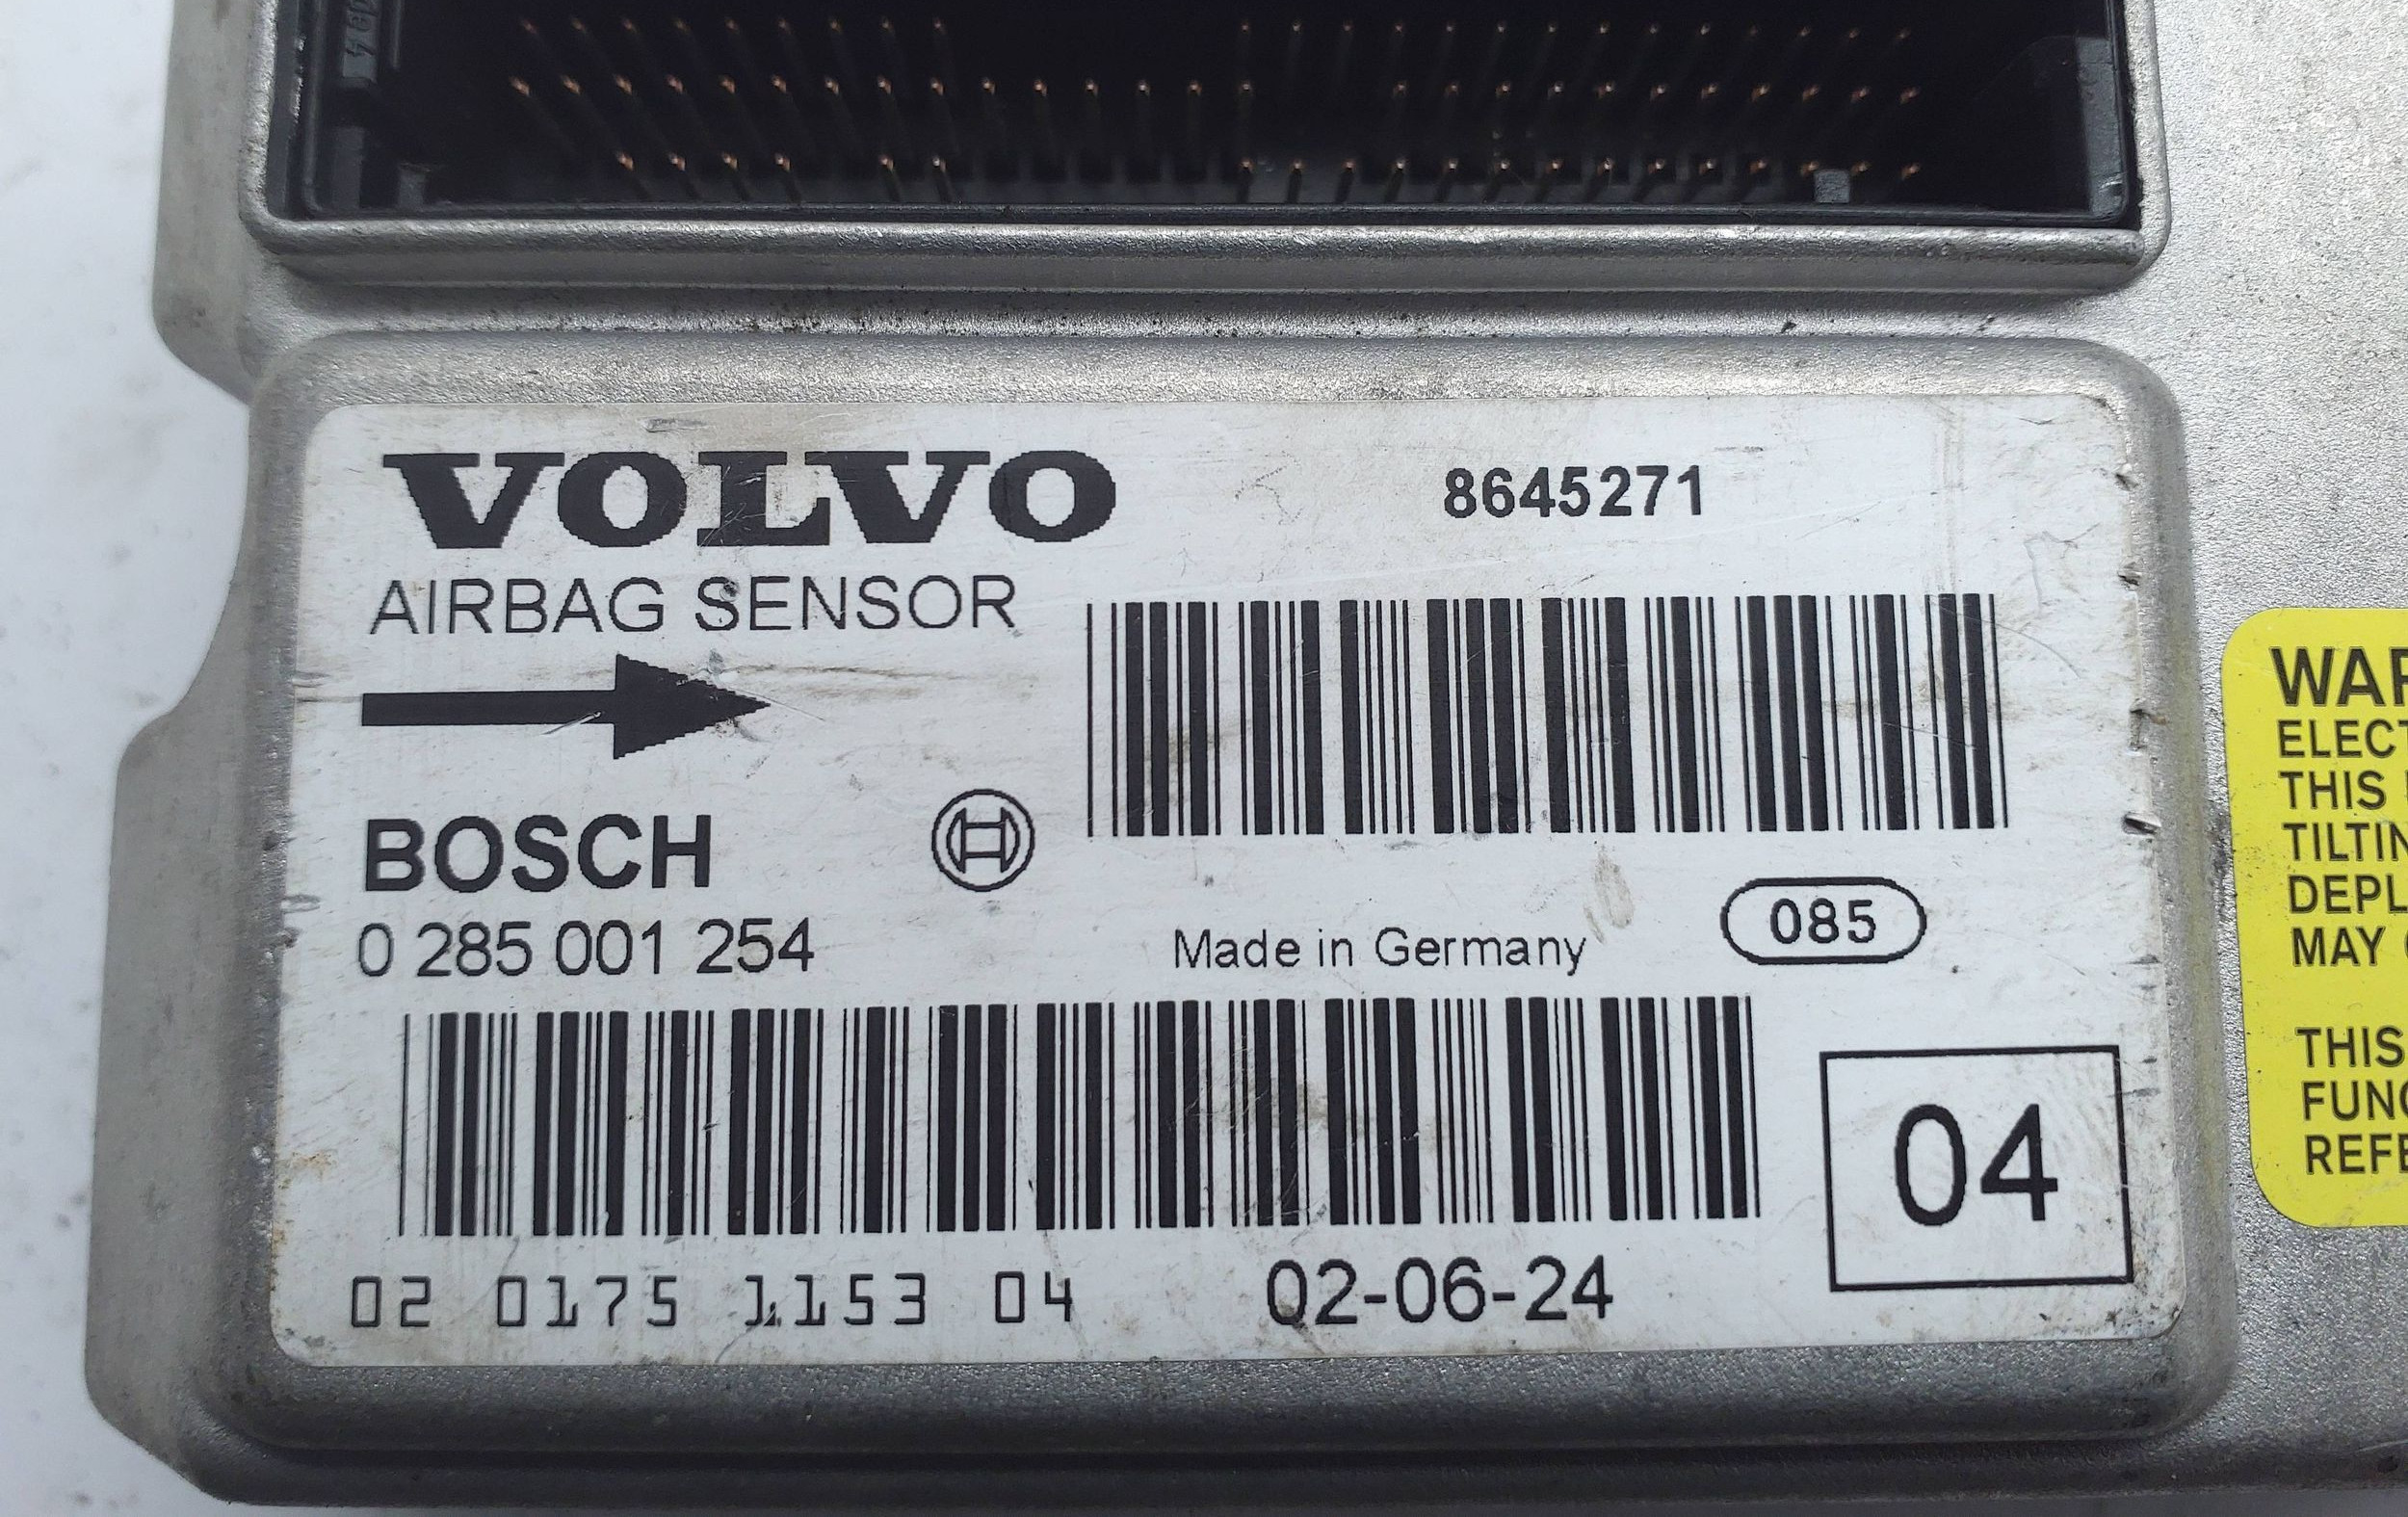 VOLVO
8645271
AIRBAG SENSOR
BOSCH
0 285 001 254
Made in Germany
085
02 0175 1153 04
02-06-24
04
ELECT
THIS
TILTIN
DEPL
MAY
THIS
FUNC
REFE